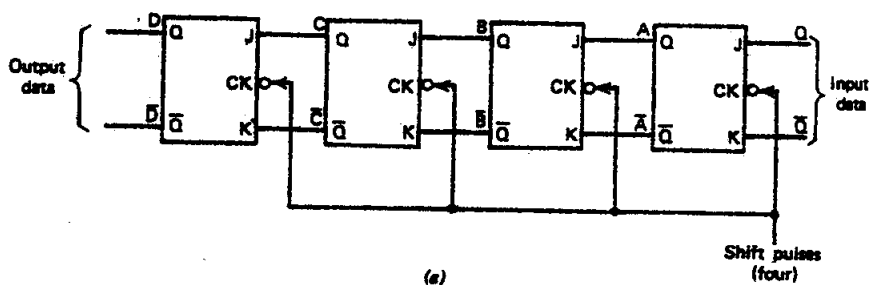 D C B A
Q J Q J Q J Q J Q
Output data
CK CK CK CK
Input data
D̅ Q̅ K C̅ Q̅ K B̅ Q̅ K A̅ Q̅ K Q̅
Shift pulses
(four)
(a)